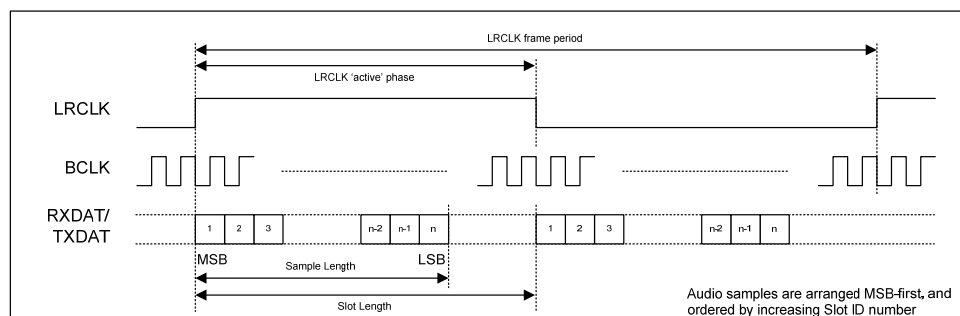 LRCLK frame period
LRCLK ‘active’ phase
LRCLK
BCLK
RXDAT/
TXDAT
1 2 3 n-2 n-1 n 1 2 3 n-2 n-1 n
MSB LSB
Sample Length
Slot Length
Audio samples are arranged MSB-first, and
ordered by increasing Slot ID number